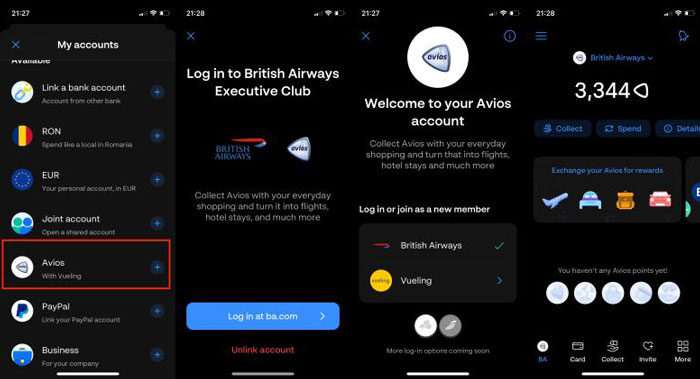 21:27
My accounts
Available
Link a bank account
Account from other bank
RON
Spend like a local in Romania
EUR
Your personal account, in EUR
Joint account
Open a shared account
Avios
With Vueling
PayPal
Link your PayPal account
Business
For your company
21:28
Log in to British Airways
Executive Club
BRITISH
AIRWAYS
avios
Collect Avios with your everyday
shopping and turn it into flights,
hotel stays, and much more
Log in at ba.com
Unlink account
21:27
avios
Welcome to your Avios
account
Collect Avios with your everyday
shopping and turn that into flights,
hotel stays and much more
Log in or join as a new member
British Airways
Vueling
vueling
More log-in options coming soon
21:28
British Airways
3,344
Collect
Spend
Details
Exchange your Avios for rewards
You haven't any Avios points yet!
BA
Card
Collect
Invite
More